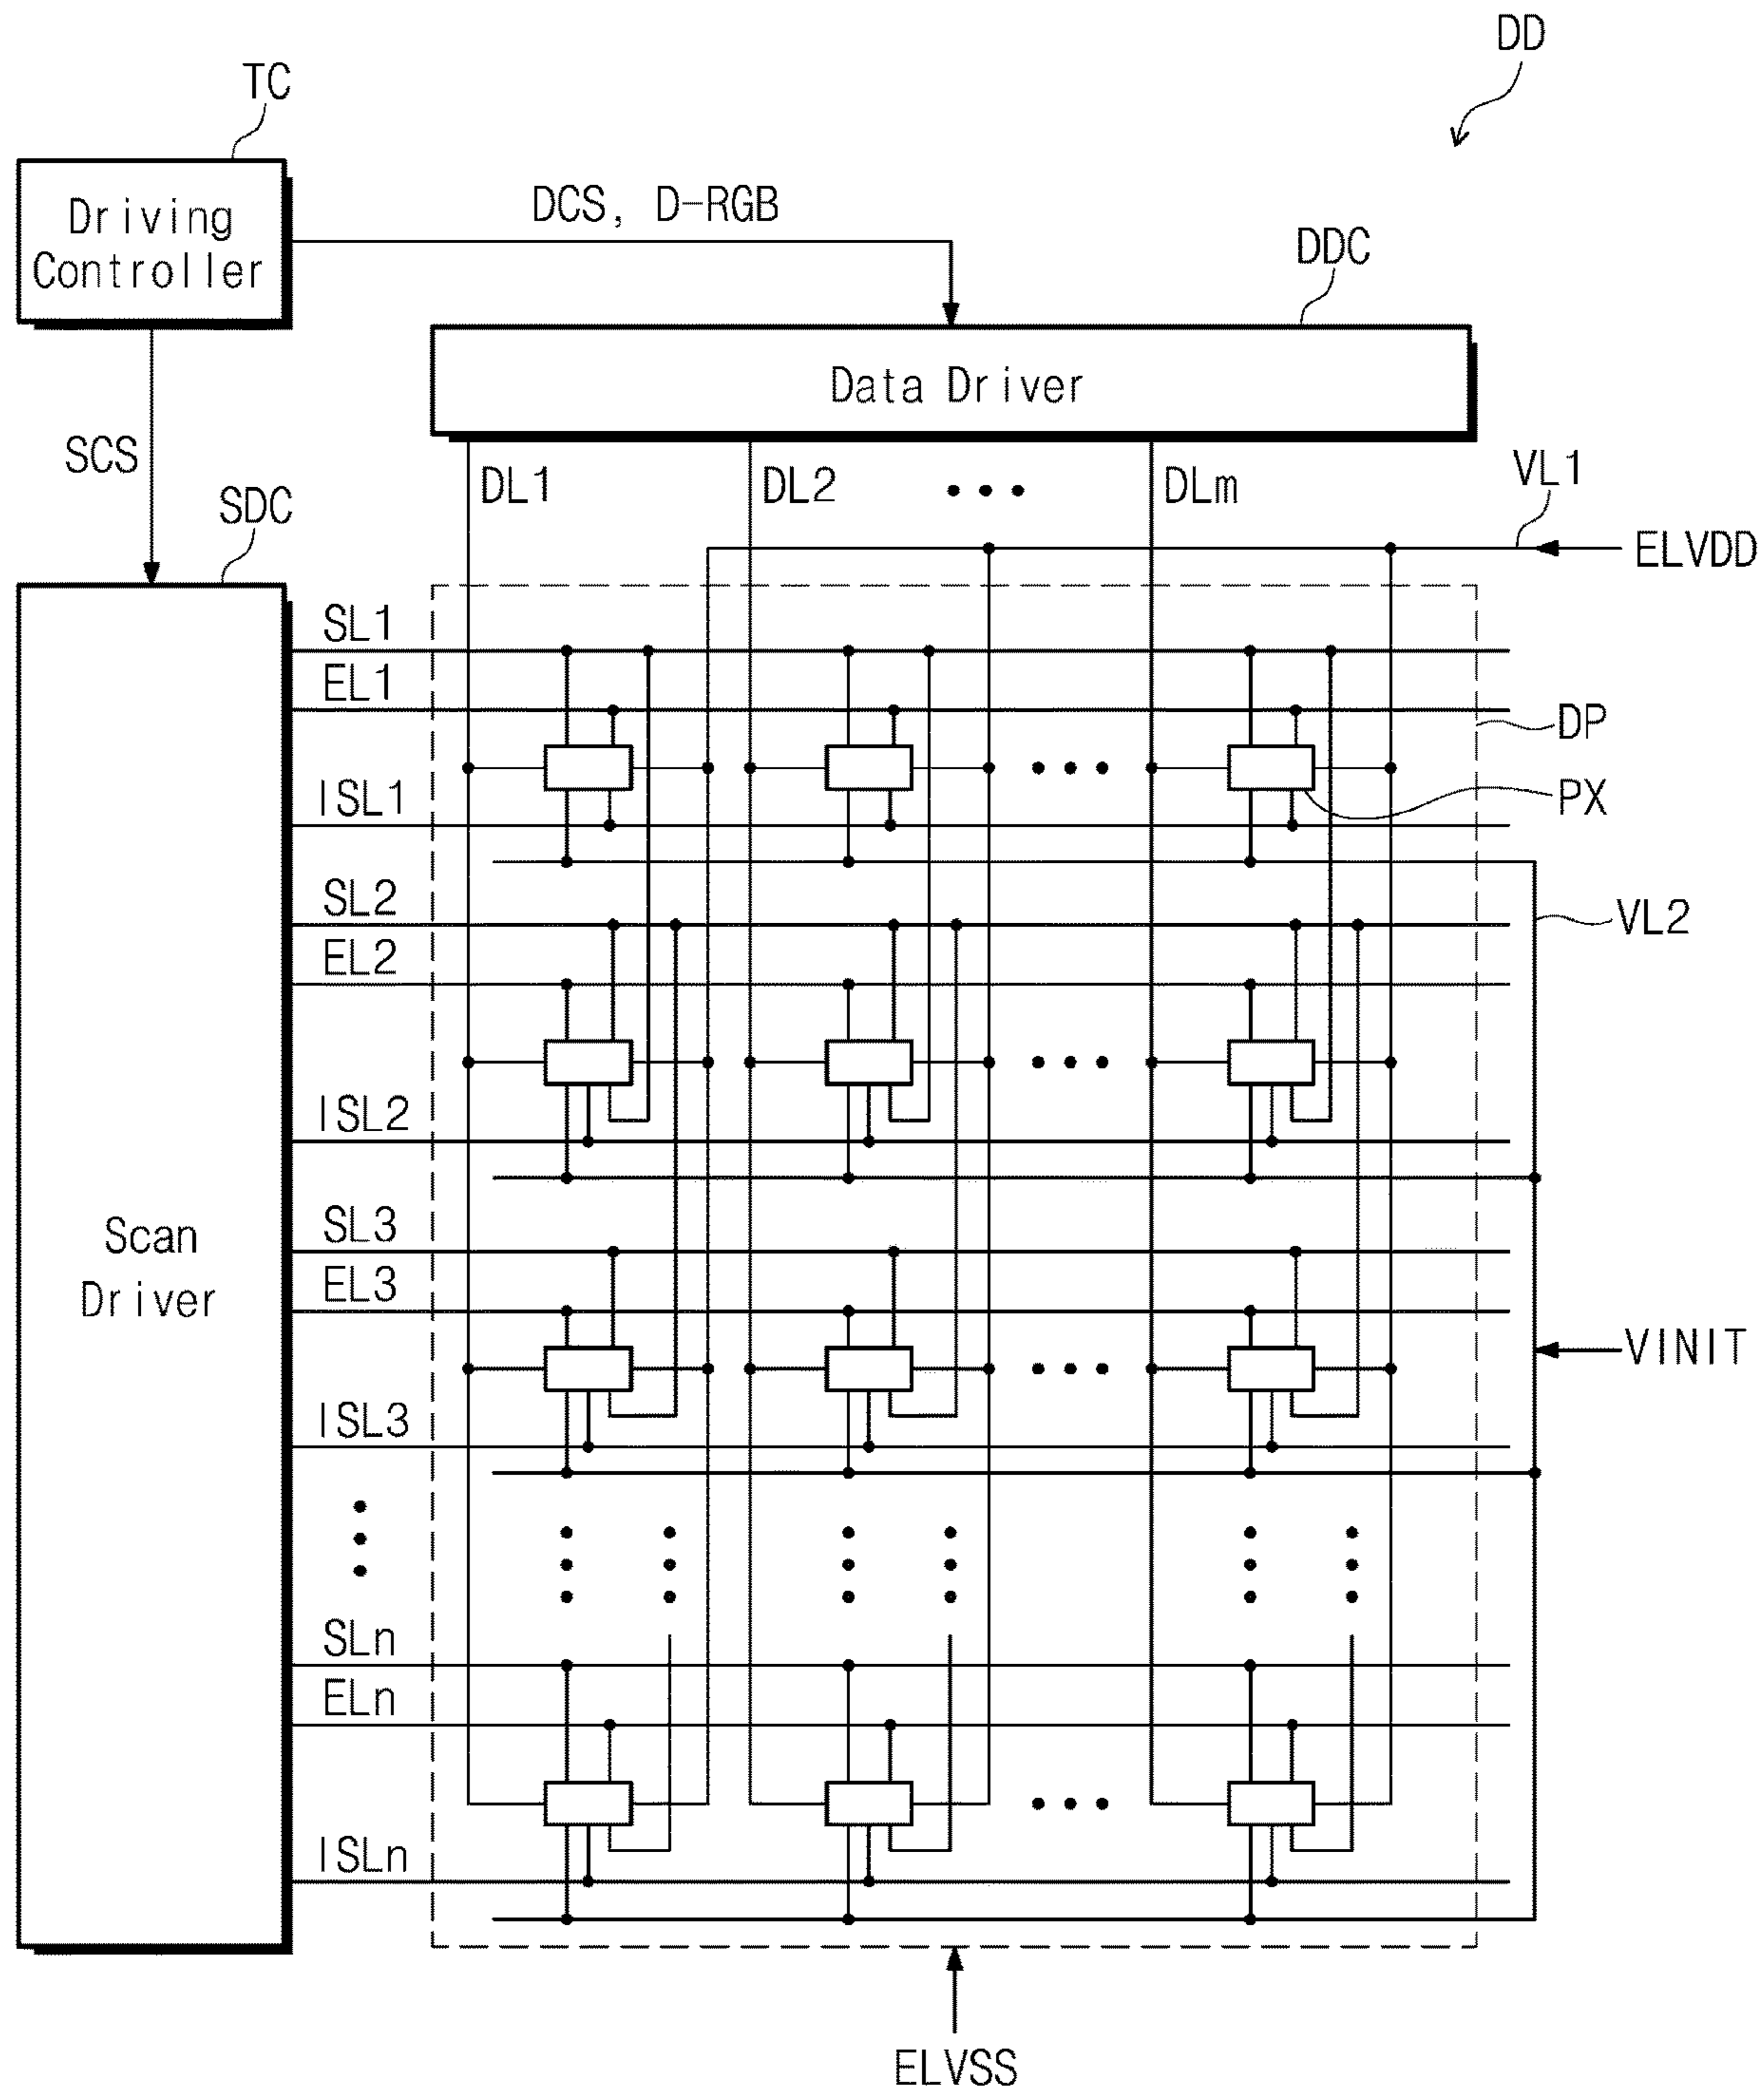 DD
TC
Driving
Controller
DCS, D-RGB
DDC
Data Driver
SCS
SDC
DL1
DL2
DLm
VL1
ELVDD
SL1
EL1
DP
ISL1
PX
SL2
VL2
EL2
ISL2
Scan
Driver
SL3
EL3
VINIT
ISL3
SLn
ELn
ISLn
ELVSS